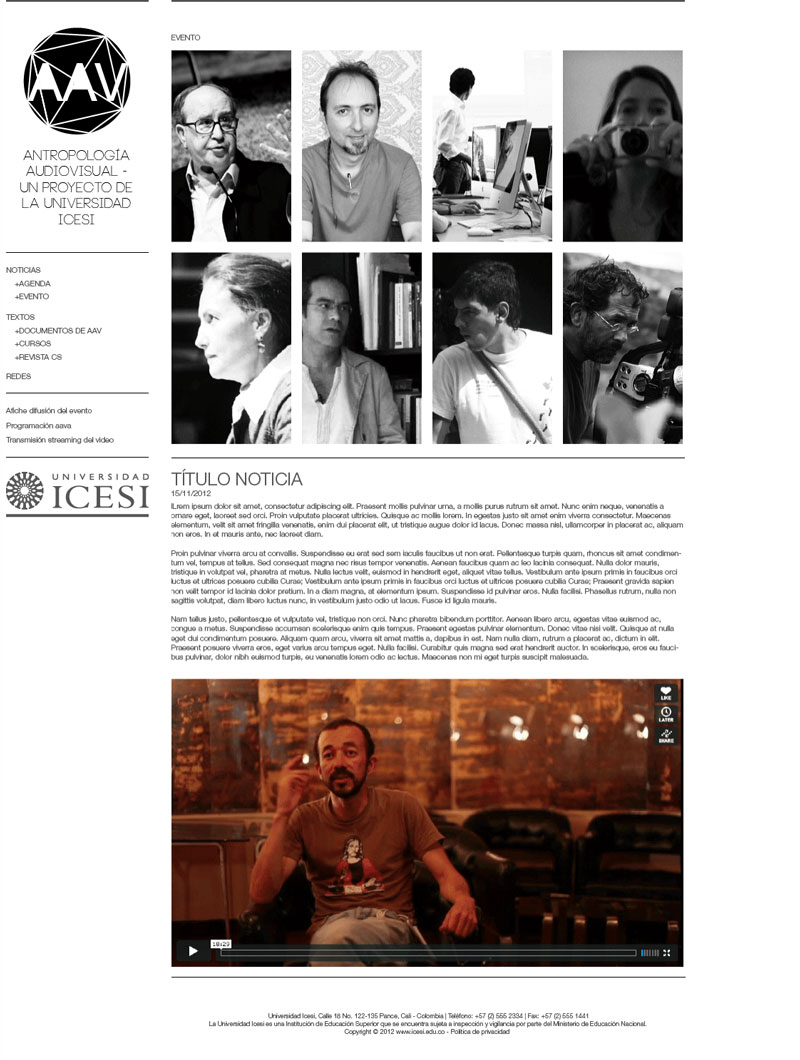 AAV
ANTROPOLOGÍA
AUDIOVISUAL -
UN PROYECTO DE
LA UNIVERSIDAD
ICESI
NOTICIAS
+AGENDA
+EVENTO
TEXTOS
+DOCUMENTOS DE AAV
+CURSOS
+REVISTA CS
REDES
Afiche difusión del evento
Programación aava
Transmisión streaming del video
UNIVERSIDAD
ICESI
EVENTO
TÍTULO NOTICIA
15/11/2012
lLrem ipsum dolor sit amet, consectetur adipiscing elit. Praesent mollis pulvinar urna, a mollis purus rutrum sit amet. Nunc enim neque, venenatis a
ornare eget, laoreet sed orci. Proin vulputate placerat ultricies. Quisque ac mollis lorem. In egestas justo sit amet enim viverra consectetur. Maecenas
elementum, velit sit amet fringilla venenatis, enim dui placerat elit, ut tristique augue dolor id lacus. Donec massa nisl, ullamcorper in placerat ac, aliquam
non eros. In et mauris ante, nec laoreet diam.
Proin pulvinar viverra arcu at convallis. Suspendisse eu erat sed sem iaculis faucibus ut non erat. Pellentesque turpis quam, rhoncus sit amet condimen-
tum vel, tempus at tellus. Sed consequat magna nec risus tempor venenatis. Aenean faucibus quam ac leo lacinia consequat. Nulla dolor mauris,
tristique in volutpat vel, pharetra at metus. Nulla lectus velit, euismod in hendrerit eget, aliquet vitae tellus. Vestibulum ante ipsum primis in faucibus orci
luctus et ultrices posuere cubilia Curae; Vestibulum ante ipsum primis in faucibus orci luctus et ultrices posuere cubilia Curae; Praesent gravida sapien
non velit tempor id lacinia dolor pretium. In a diam magna, at elementum ipsum. Suspendisse id pulvinar eros. Nulla facilisi. Phasellus rutrum, nulla non
sagittis volutpat, diam libero luctus nunc, in vestibulum justo odio ut lacus. Fusce id ligula mauris.
Nam tellus justo, pellentesque et vulputate vel, tristique non orci. Nunc pharetra bibendum porttitor. Aenean libero arcu, egestas vitae euismod ac,
congue a metus. Suspendisse accumsan scelerisque enim quis tempus. Praesent egestas pulvinar elementum. Donec vitae nisl velit. Quisque at nulla
eget dui condimentum posuere. Aliquam quam arcu, viverra sit amet mattis a, dapibus in est. Nam nulla diam, rutrum a placerat ac, dictum in elit.
Praesent posuere viverra eros, eget varius arcu tempus eget. Nulla facilisi. Curabitur quis magna sed erat hendrerit auctor. In scelerisque, eros eu fauci-
bus pulvinar, dolor nibh euismod turpis, eu venenatis lorem odio ac lectus. Maecenas non mi eget turpis suscipit malesuada.
LIKE
LATER
SHARE
18:29
Universidad Icesi, Calle 18 No. 122-135 Pance, Cali - Colombia | Teléfono: +57 (2) 555 2334 | Fax: +57 (2) 555 1441
La Universidad Icesi es una Institución de Educación Superior que se encuentra sujeta a inspección y vigilancia por parte del Ministerio de Educación Nacional.
Copyright © 2012 www.icesi.edu.co - Política de privacidad